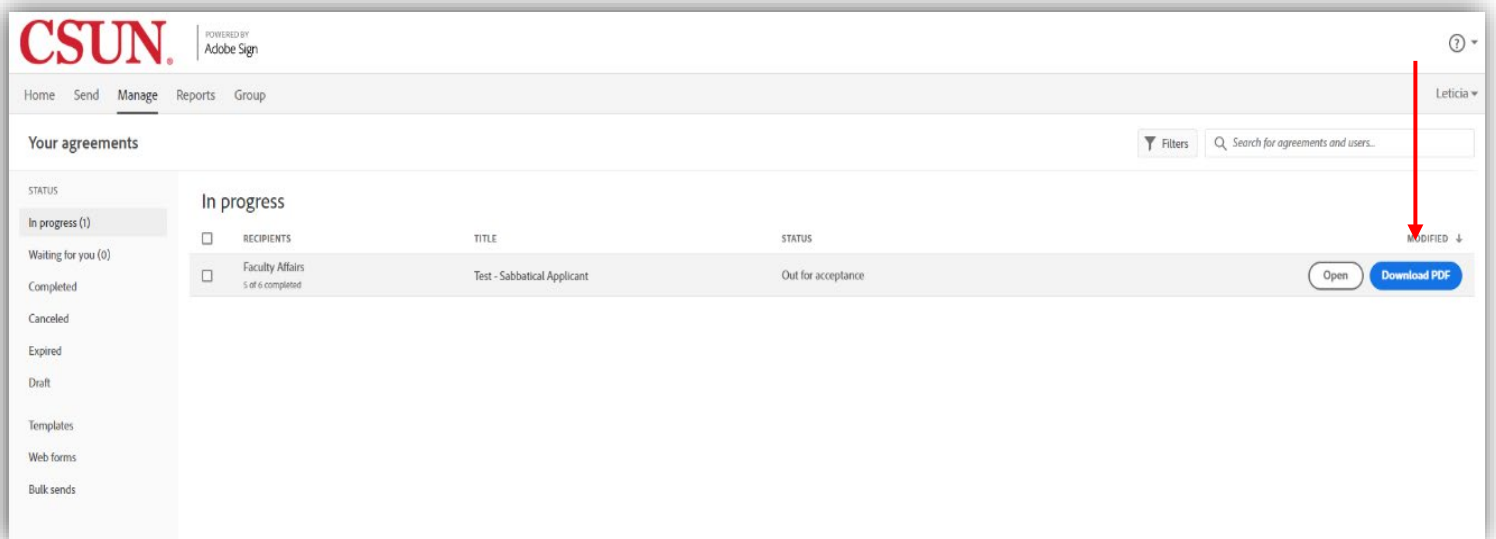 CSUN®
POWERED BY
Adobe Sign
?
Home Send Manage Reports Group Leticia
Your agreements Filters Search for agreements and users...
STATUS
In progress (1)
Waiting for you (0)
Completed
Canceled
Expired
Draft
Templates
Web forms
Bulk sends
In progress
RECIPIENTS TITLE STATUS MODIFIED ↓
Faculty Affairs Test - Sabbatical Applicant Out for acceptance Open Download PDF
5 of 6 completed